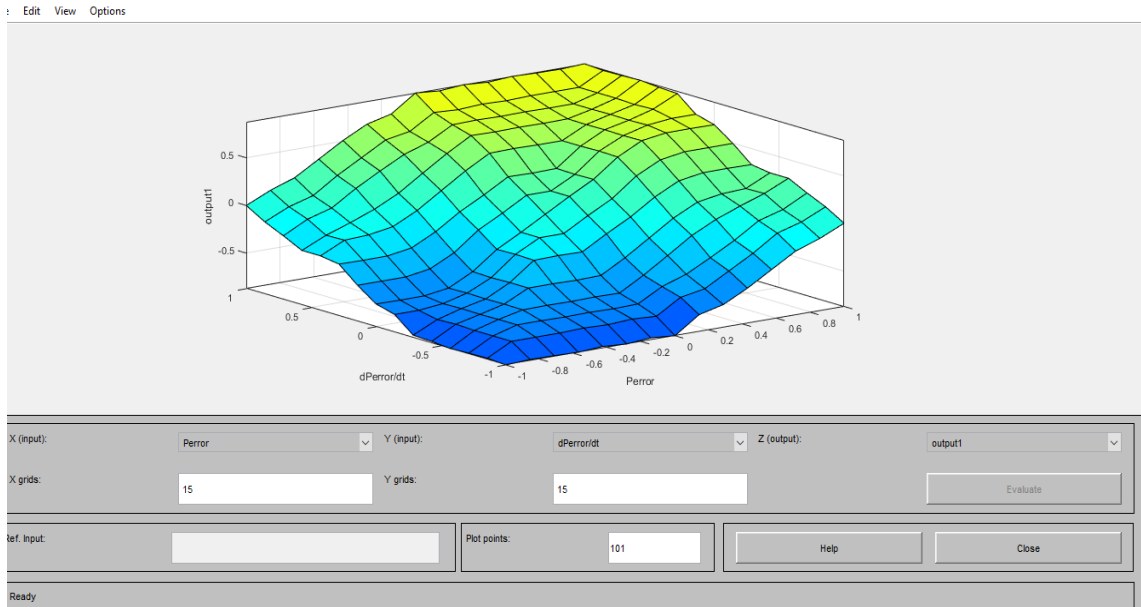 Edit View Options
0.5
0
-0.5
output1
1
0.5
0
-0.5
-1
dPerror/dt
-1
-0.8
-0.6
-0.4
-0.2
0
0.2
0.4
0.6
0.8
1
Perror
X (input): Perror Y (input): dPerror/dt Z (output): output1
X grids: 15 Y grids: 15 Evaluate
Ref. Input: Plot points: 101 Help Close
Ready